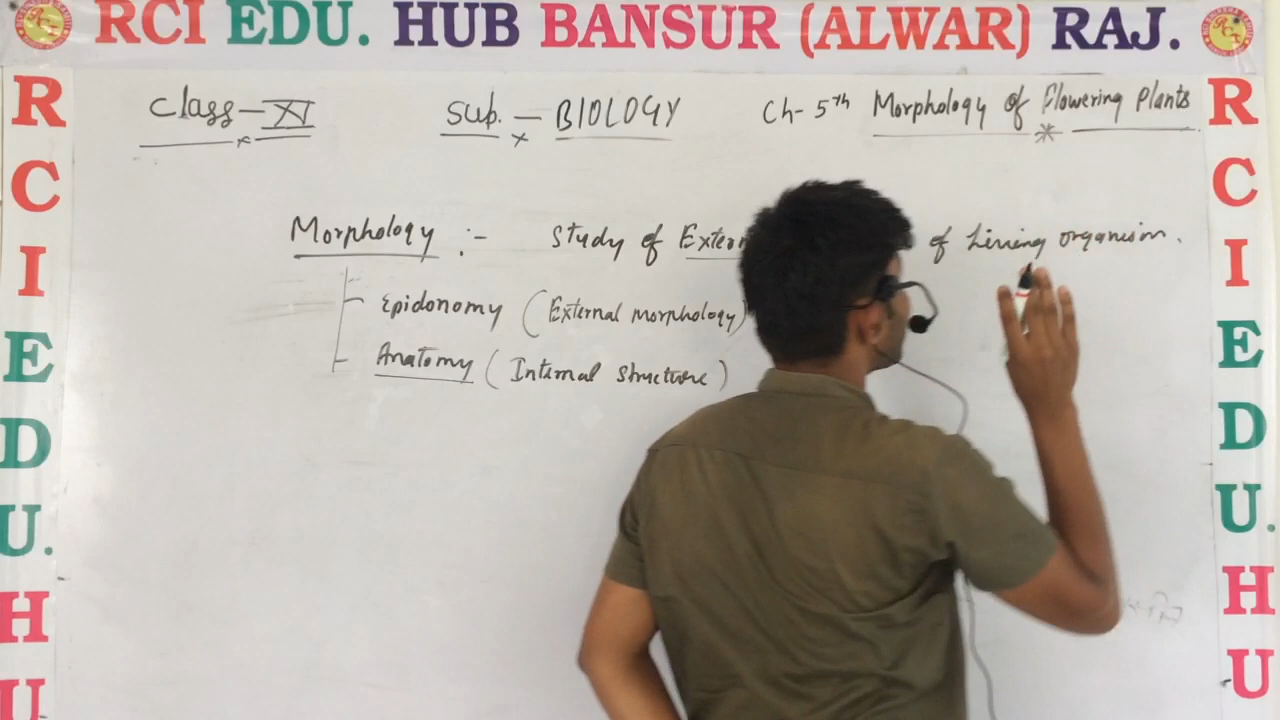 RCI EDU. HUB BANSUR (ALWAR) RAJ.
Class-XI Sub. - BIOLOGY Ch- 5th Morphology of Flowering Plants
Morphology :- Study of Extern of Living organism.
Epidonomy (External Morphology)
Anatomy (Internal Structure)
R
C
I
E
D
U.
H
U
R
C
I
E
D
U.
H
U